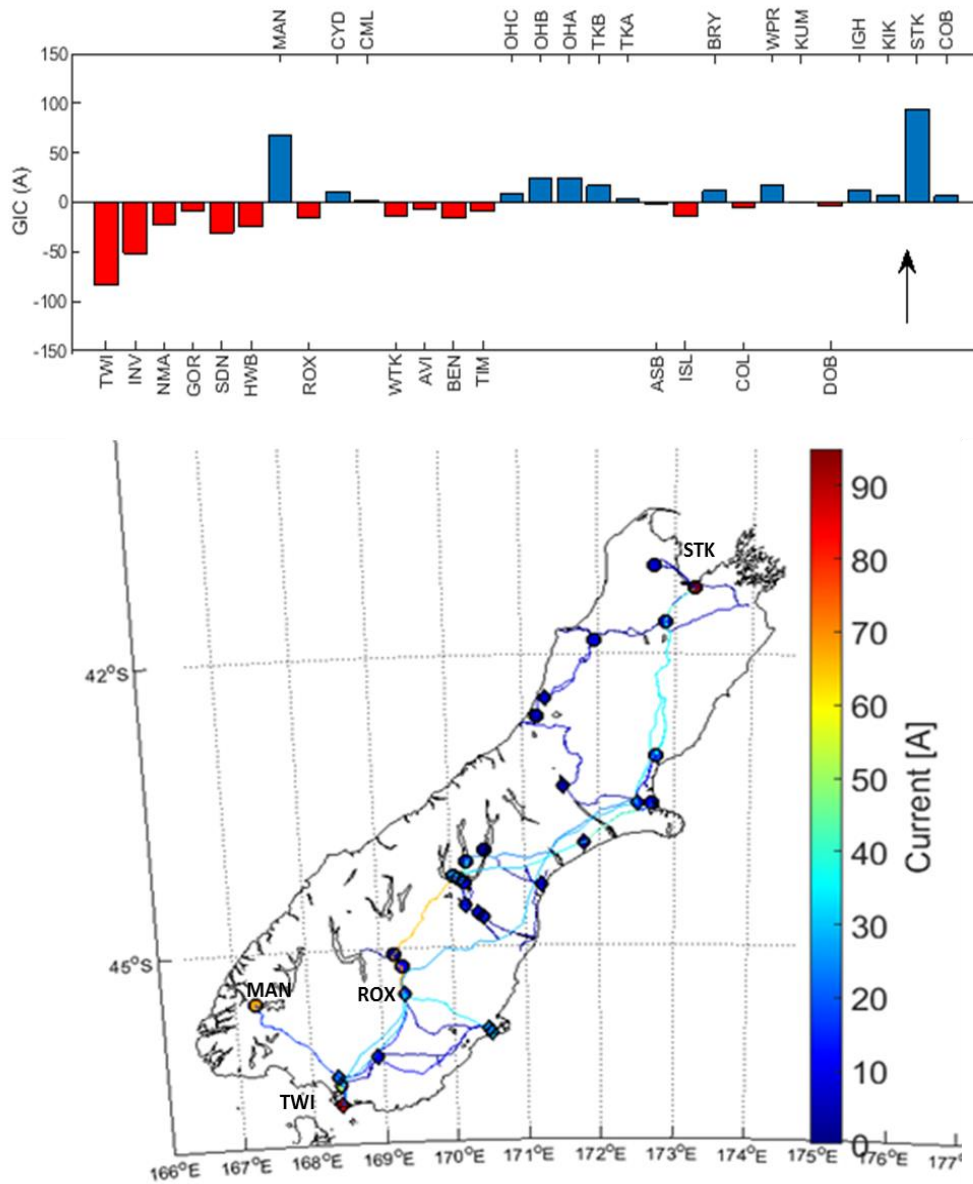 MAN CYD CML OHC OHB OHA TKB TKA BRY WPR KUM IGH KIK STK COB
150
100
50
0
-50
-100
-150
GIC (A)
TWI INV NMA GOR SDN HWB ROX WTK AVI BEN TIM ASB ISL COL DOB
STK
42°S
45°S
MAN
ROX
TWI
166°E 167°E 168°E 169°E 170°E 171°E 172°E 173°E 174°E 175°E 176°E 177°
90
80
70
60
50
40
30
20
10
0
Current [A]